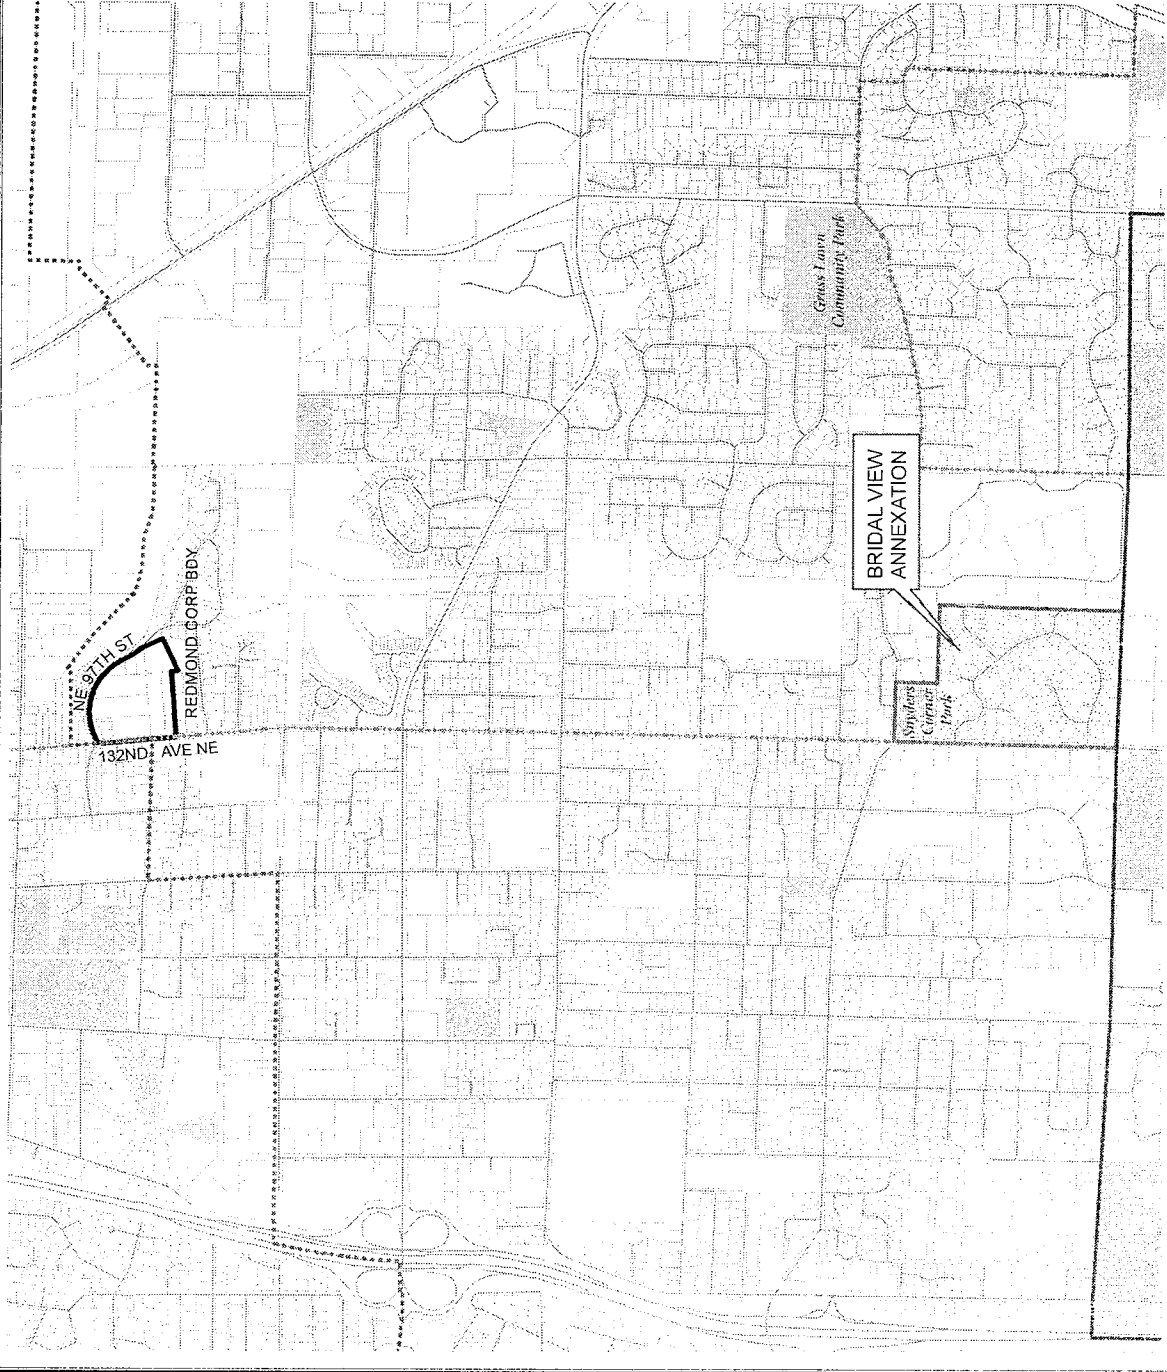 NE 97TH ST
REDMOND CORP BDY
132ND AVE NE
Grass Lawn
Community Park
BRIDAL VIEW
ANNEXATION
Snyders
Corner
Park